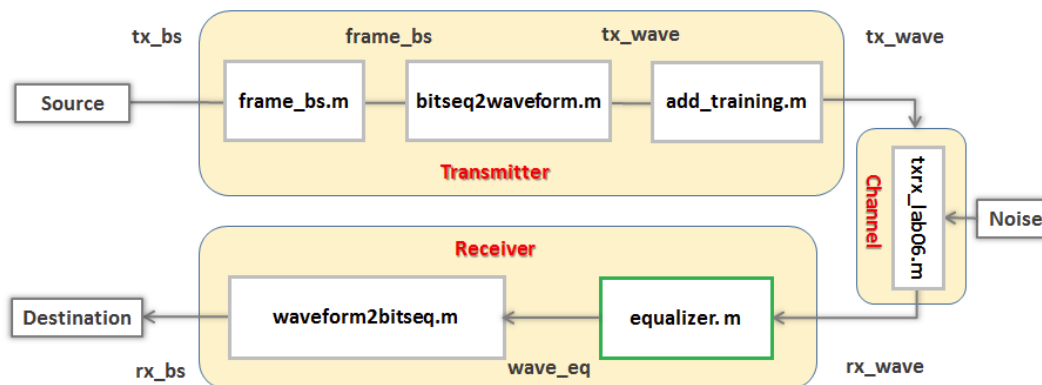 tx_bs
frame_bs
tx_wave
tx_wave
Source
frame_bs.m
bitseq2waveform.m
add_training.m
Transmitter
Channel
txrx_lab06.m
Noise
Receiver
Destination
waveform2bitseq.m
equalizer. m
rx_bs
wave_eq
rx_wave